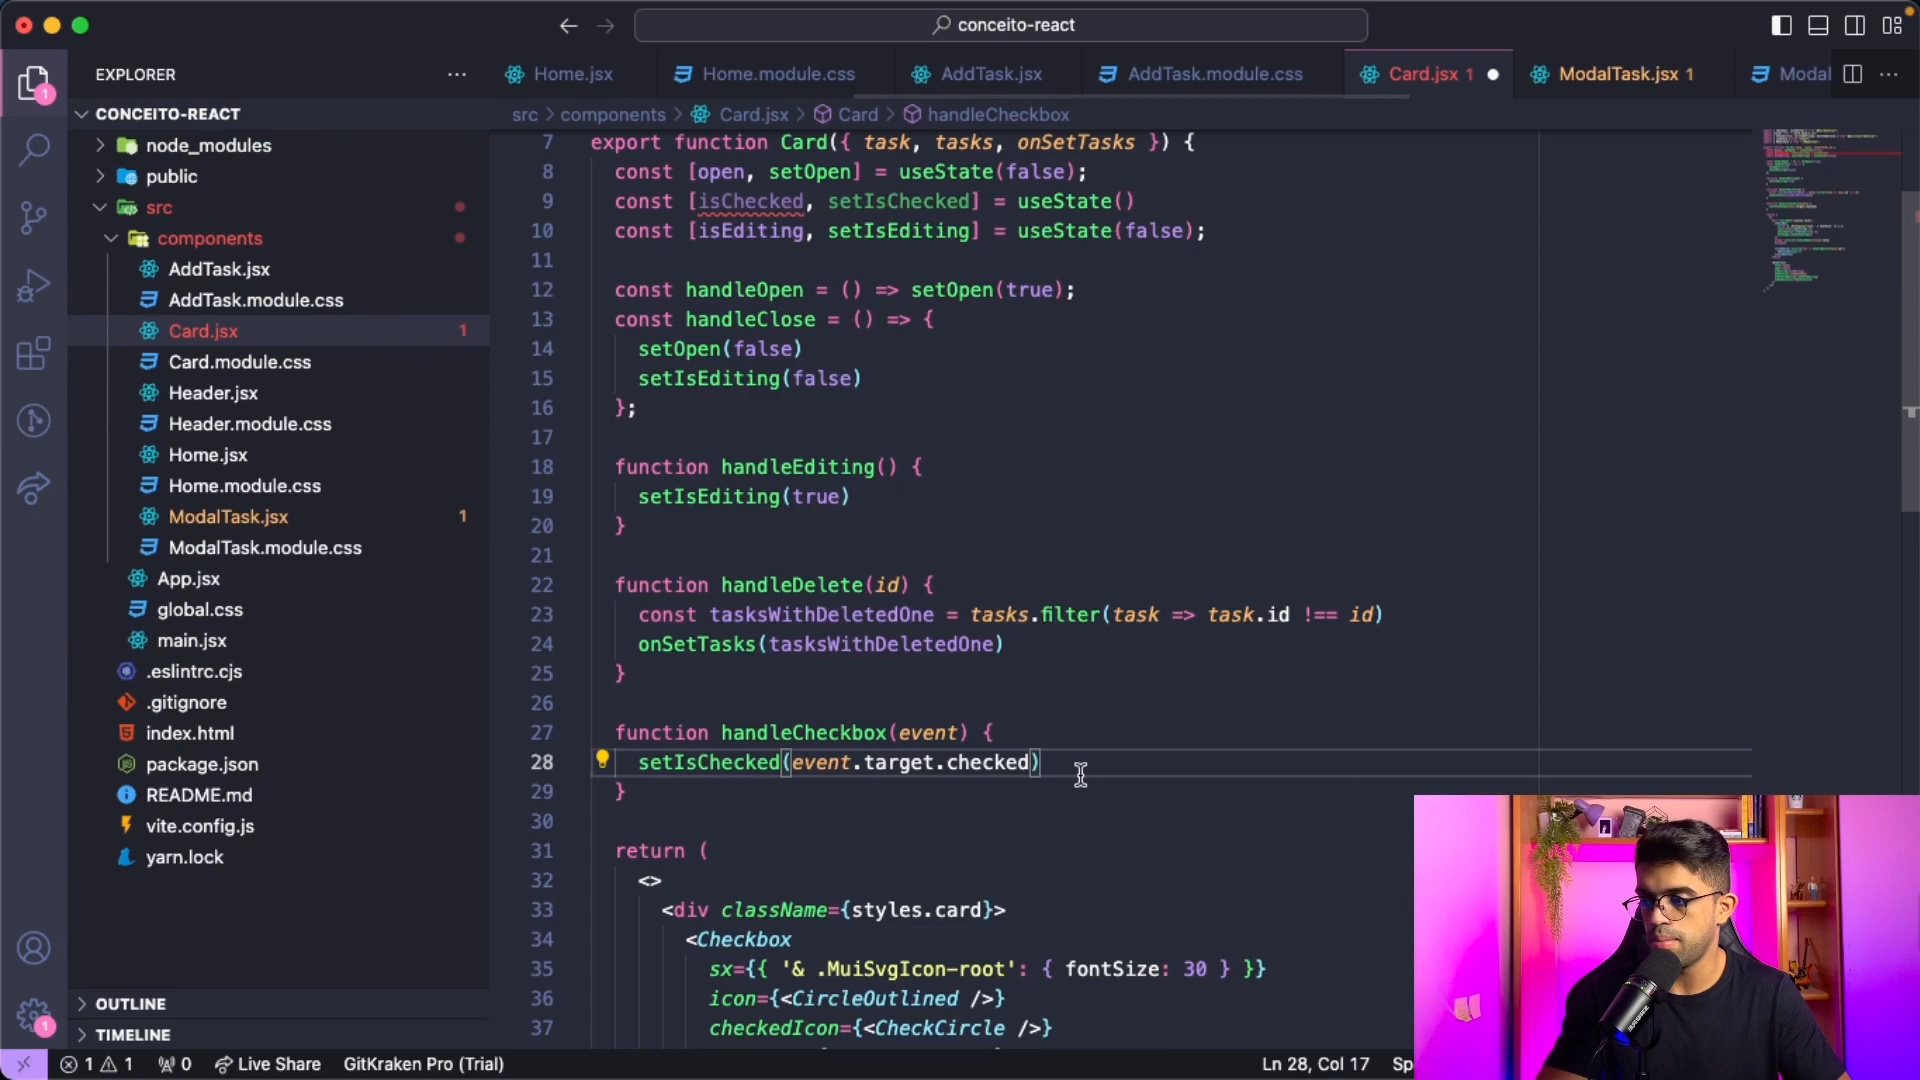 conceito-react
EXPLORER
Home.jsx
Home.module.css
AddTask.jsx
AddTask.module.css
Card.jsx 1
ModalTask.jsx 1
Modal
src > components > Card.jsx > Card > handleCheckbox
CONCEITO-REACT
node_modules
public
src
components
AddTask.jsx
AddTask.module.css
Card.jsx 1
Card.module.css
Header.jsx
Header.module.css
Home.jsx
Home.module.css
ModalTask.jsx 1
ModalTask.module.css
App.jsx
global.css
main.jsx
.eslintrc.cjs
.gitignore
index.html
package.json
README.md
vite.config.js
yarn.lock
OUTLINE
TIMELINE
1
1
7 export function Card({ task, tasks, onSetTasks }) {
8 const [open, setOpen] = useState(false);
9 const [isChecked, setIsChecked] = useState()
10 const [isEditing, setIsEditing] = useState(false);
11
12 const handleOpen = () => setOpen(true);
13 const handleClose = () => {
14 setOpen(false)
15 setIsEditing(false)
16 };
17
18 function handleEditing() {
19 setIsEditing(true)
20 }
21
22 function handleDelete(id) {
23 const tasksWithDeletedOne = tasks.filter(task => task.id !== id)
24 onSetTasks(tasksWithDeletedOne)
25 }
26
27 function handleCheckbox(event) {
28 setIsChecked(event.target.checked)
29 }
30
31 return (
32 <>
33 <div className={styles.card}>
34 <Checkbox
35 sx={{ '& .MuiSvgIcon-root': { fontSize: 30 } }}
36 icon={<CircleOutlined />}
37 checkedIcon={<CheckCircle />}
1 1 0 Live Share GitKraken Pro (Trial) Ln 28, Col 17 Sp